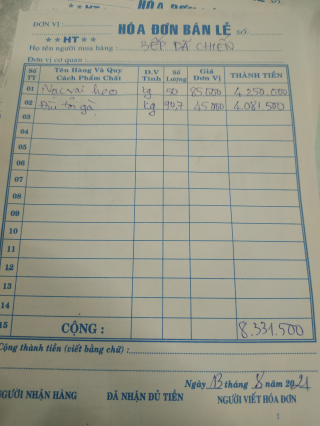 HÓA ĐƠN
ĐƠN VỊ: HÓA ĐƠN BÁN LẺ SỐ
★★ HT ★★
Họ tên người mua hàng: BẾP DÃ CHIẾN
Đơn vị cơ quan:
Số TT Tên Hàng Và Quy Cách Phẩm Chất Đ.V Tính Số Lượng Giá Đơn Vị THÀNH TIỀN
01 Nạc vai heo kg 50 85.000 4.250.000
02 Đùi tỏi gà kg 90,7 45000 4.081.500
03
04
05
06
07
08
09
10
11
12
13
14
15 CỘNG: 8.331.500
Cộng thành tiền (viết bằng chữ):
Ngày 13 tháng 8 năm 2021
NGƯỜI NHẬN HÀNG ĐÃ NHẬN ĐỦ TIỀN NGƯỜI VIẾT HÓA ĐƠN